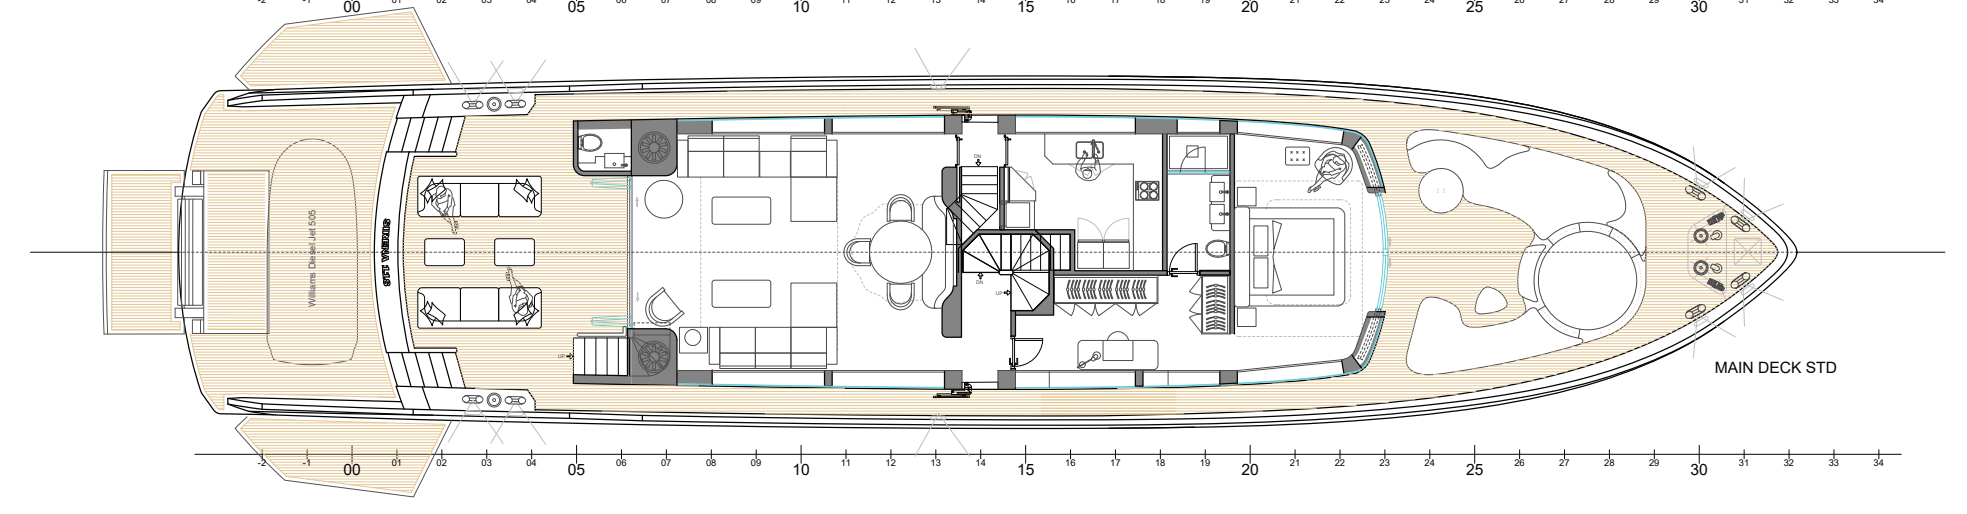 -2 -1 00 01 02 03 04 05 06 07 08 09 10 11 12 13 14 15 16 17 18 19 20 21 22 23 24 25 26 27 28 29 30 31 32 33 34
Williams Diesel Jet 505
DN
DN
UP
UP
MAIN DECK STD
-2 -1 00 01 02 03 04 05 06 07 08 09 10 11 12 13 14 15 16 17 18 19 20 21 22 23 24 25 26 27 28 29 30 31 32 33 34